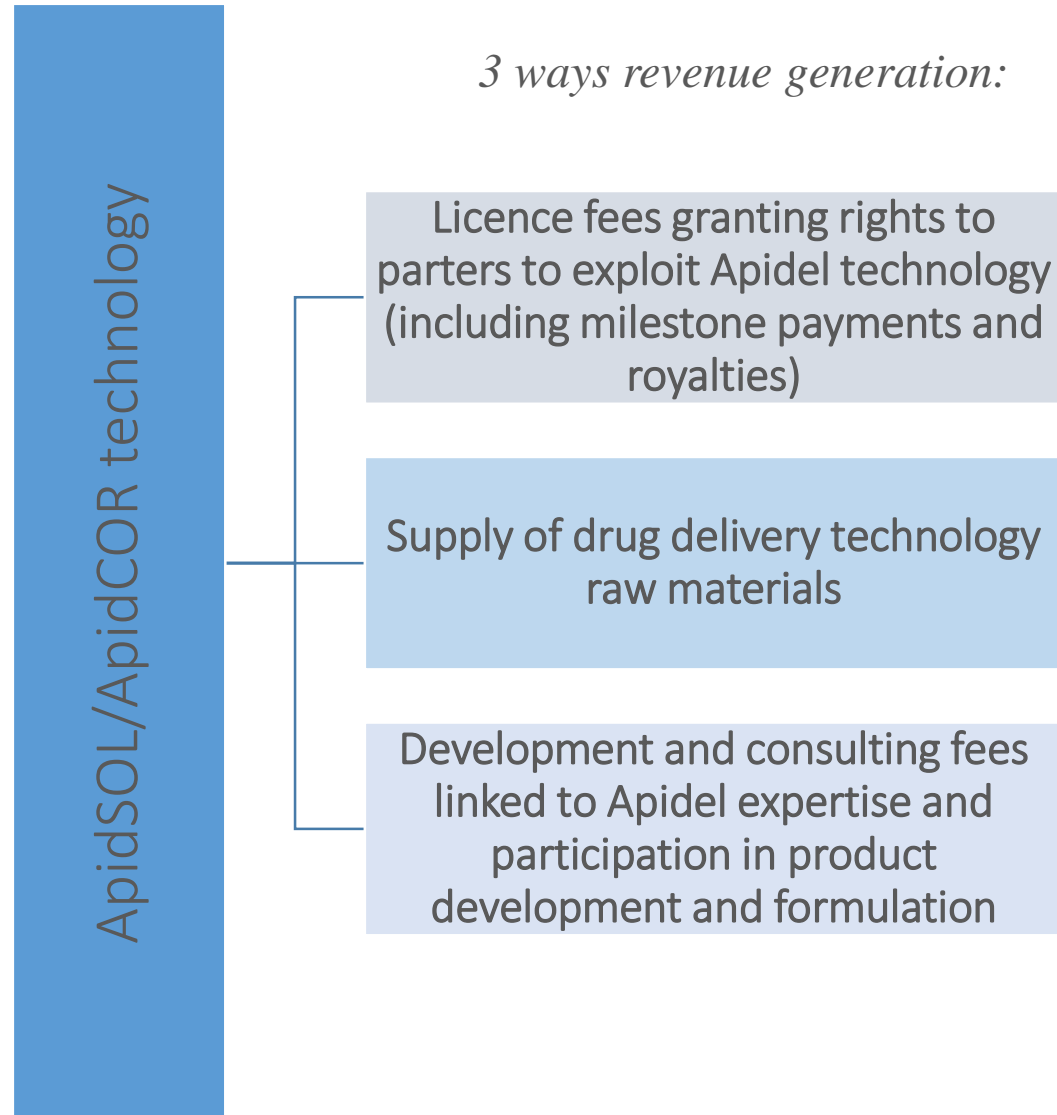 3 ways revenue generation:
ApidSOL/ApidCOR technology
Licence fees granting rights to
parters to exploit Apidel technology
(including milestone payments and
royalties)
Supply of drug delivery technology
raw materials
Development and consulting fees
linked to Apidel expertise and
participation in product
development and formulation